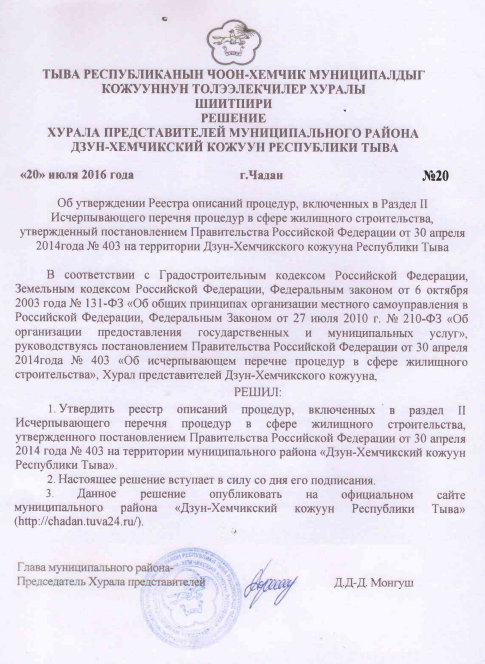 ТЫВА РЕСПУБЛИКАНЫН ЧООН-ХЕМЧИК МУНИЦИПАЛДЫГ
КОЖУУННУН ТОЛЭЭЛЕКЧИЛЕР ХУРАЛЫ
ШИИТПИРИ
РЕШЕНИЕ
ХУРАЛА ПРЕДСТАВИТЕЛЕЙ МУНИЦИПАЛЬНОГО РАЙОНА
ДЗУН-ХЕМЧИКСКИЙ КОЖУУН РЕСПУБЛИКИ ТЫВА
«20» июля 2016 года г.Чадан №20
Об утверждении Реестра описаний процедур, включенных в Раздел II
Исчерпывающего перечня процедур в сфере жилищного строительства,
утвержденный постановлением Правительства Российской Федерации от 30 апреля
2014года № 403 на территории Дзун-Хемчикского кожууна Республики Тыва
В соответствии с Градостроительным кодексом Российской Федерации,
Земельным кодексом Российской Федерации, Федеральным законом от 6 октября
2003 года № 131-ФЗ «Об общих принципах организации местного самоуправления в
Российской Федерации, Федеральным Законом от 27 июля 2010 г. № 210-ФЗ «Об
организации предоставления государственных и муниципальных услуг»,
руководствуясь постановлением Правительства Российской Федерации от 30 апреля
2014года № 403 «Об исчерпывающем перечне процедур в сфере жилищного
строительства», Хурал представителей Дзун-Хемчикского кожууна,
РЕШИЛ:
1. Утвердить реестр описаний процедур, включенных в раздел II
Исчерпывающего перечня процедур в сфере жилищного строительства,
утвержденного постановлением Правительства Российской Федерации от 30 апреля
2014 года № 403 на территории муниципального района «Дзун-Хемчикский кожуун
Республики Тыва».
2. Настоящее решение вступает в силу со дня его подписания.
3. Данное решение опубликовать на официальном сайте
муниципального района «Дзун-Хемчикский кожуун Республики Тыва»
(http://chadan.tuva24.ru/).
Глава муниципального района-
Председатель Хурала представителей Д.Д-Д. Монгуш